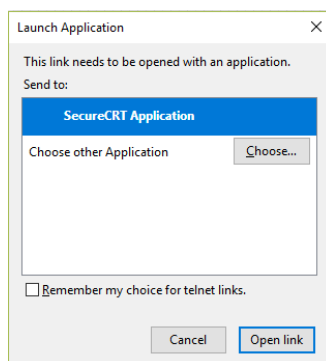 Launch Application
This link needs to be opened with an application.
Send to:
SecureCRT Application
Choose other Application
Choose...
Remember my choice for telnet links.
Cancel
Open link